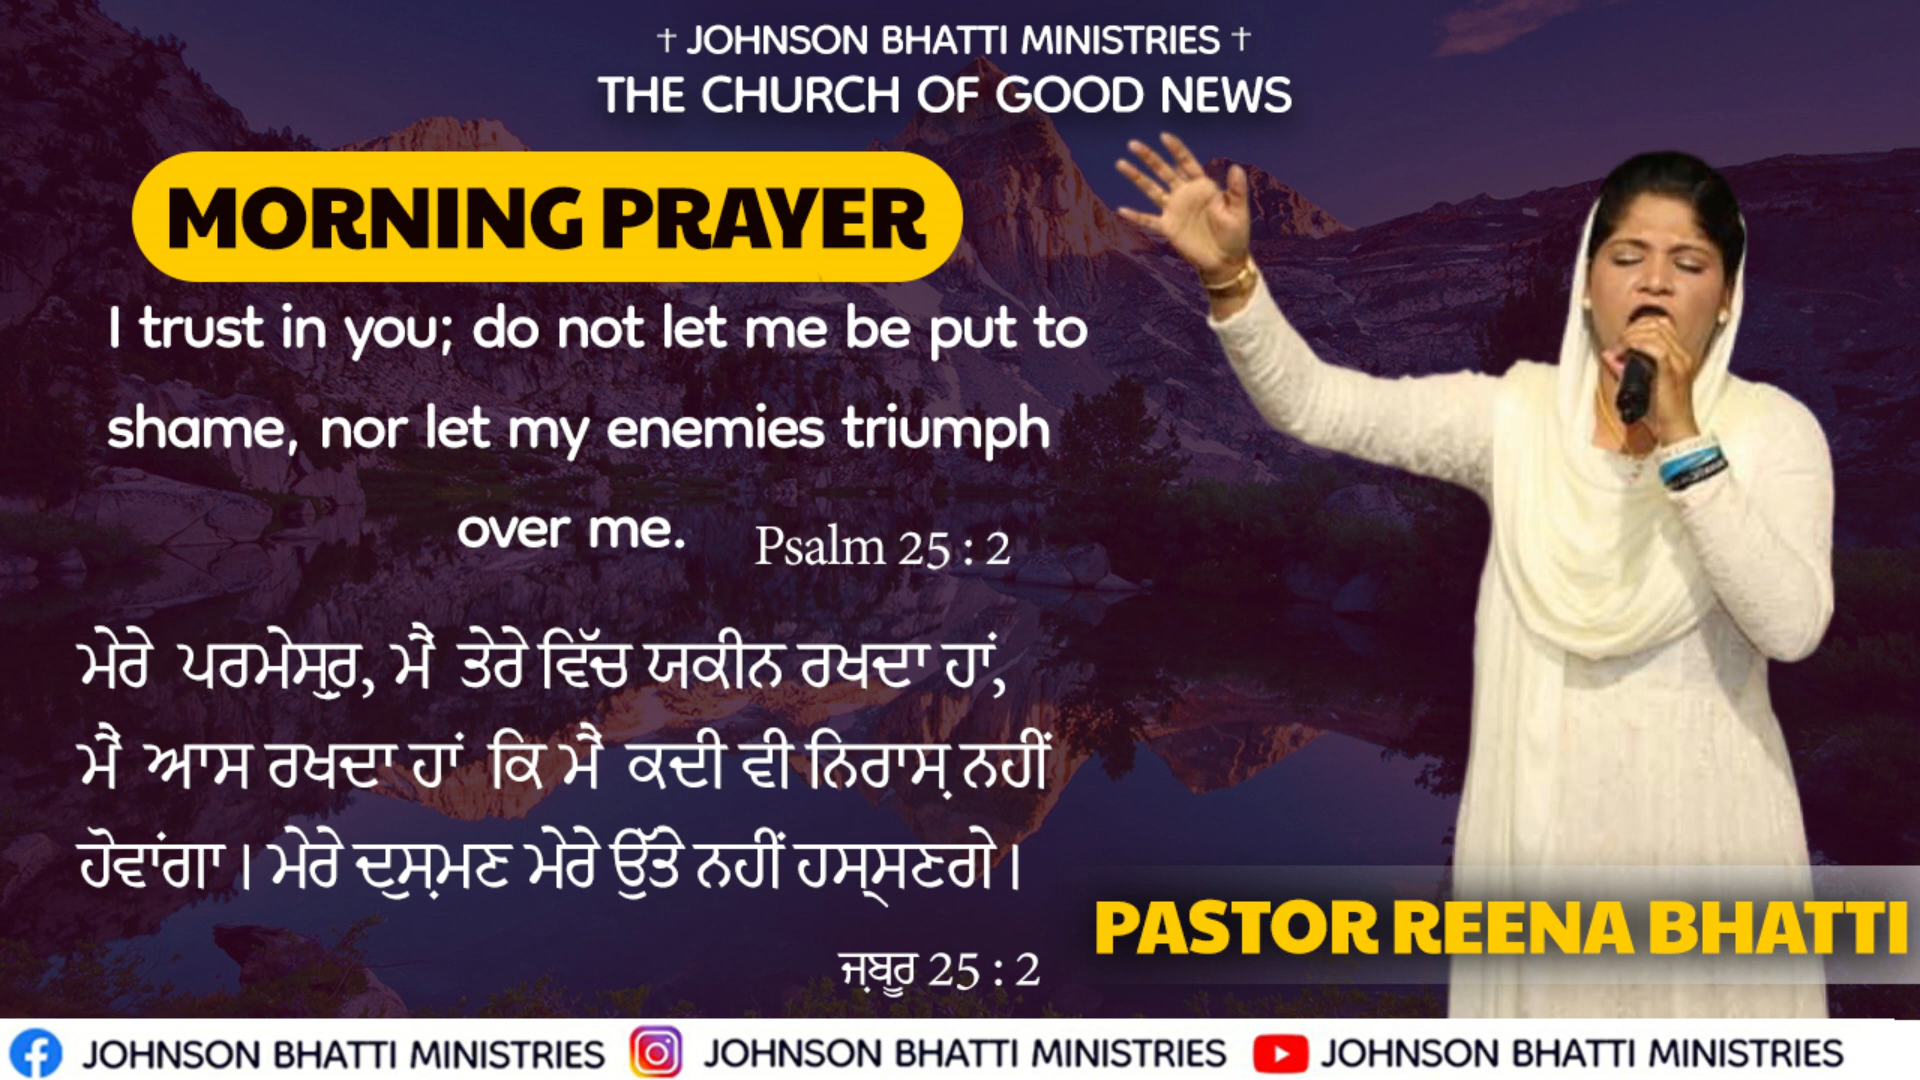 † JOHNSON BHATTI MINISTRIES †
THE CHURCH OF GOOD NEWS
MORNING PRAYER
I trust in you; do not let me be put to
shame, nor let my enemies triumph
over me.
Psalm 25 : 2
ਮੇਰੇ ਪਰਮੇਸੁਰ, ਮੈਂ ਤੇਰੇ ਵਿੱਚ ਯਕੀਨ ਰਖਦਾ ਹਾਂ,
ਮੈਂ ਆਸ ਰਖਦਾ ਹਾਂ ਕਿ ਮੈਂ ਕਦੀ ਵੀ ਨਿਰਾਸ਼ ਨਹੀਂ
ਹੋਵਾਂਗਾ। ਮੇਰੇ ਦੁਸ਼ਮਣ ਮੇਰੇ ਉੱਤੇ ਨਹੀਂ ਹਸ੍ਸਣਗੇ।
ਜ਼ਬੂਰ 25 : 2
PASTOR REENA BHATTI
JOHNSON BHATTI MINISTRIES JOHNSON BHATTI MINISTRIES JOHNSON BHATTI MINISTRIES